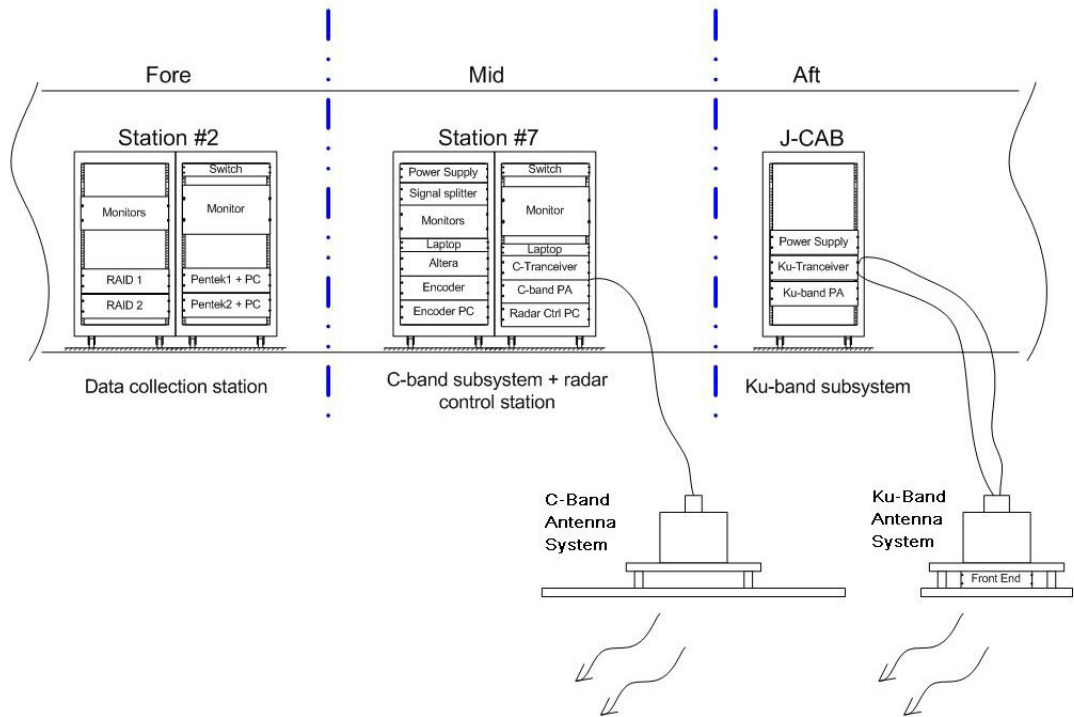 Fore
Mid
Aft
Station #2
Station #7
J-CAB
Monitors
RAID 1
RAID 2
Switch
Monitor
Pentek1 + PC
Pentek2 + PC
Power Supply
Signal splitter
Monitors
Laptop
Altera
Encoder
Encoder PC
Switch
Monitor
Laptop
C-Tranceiver
C-band PA
Radar Ctrl PC
Power Supply
Ku-Tranceiver
Ku-band PA
Data collection station
C-band subsystem + radar
control station
Ku-band subsystem
C-Band
Antenna
System
Ku-Band
Antenna
System
Front End